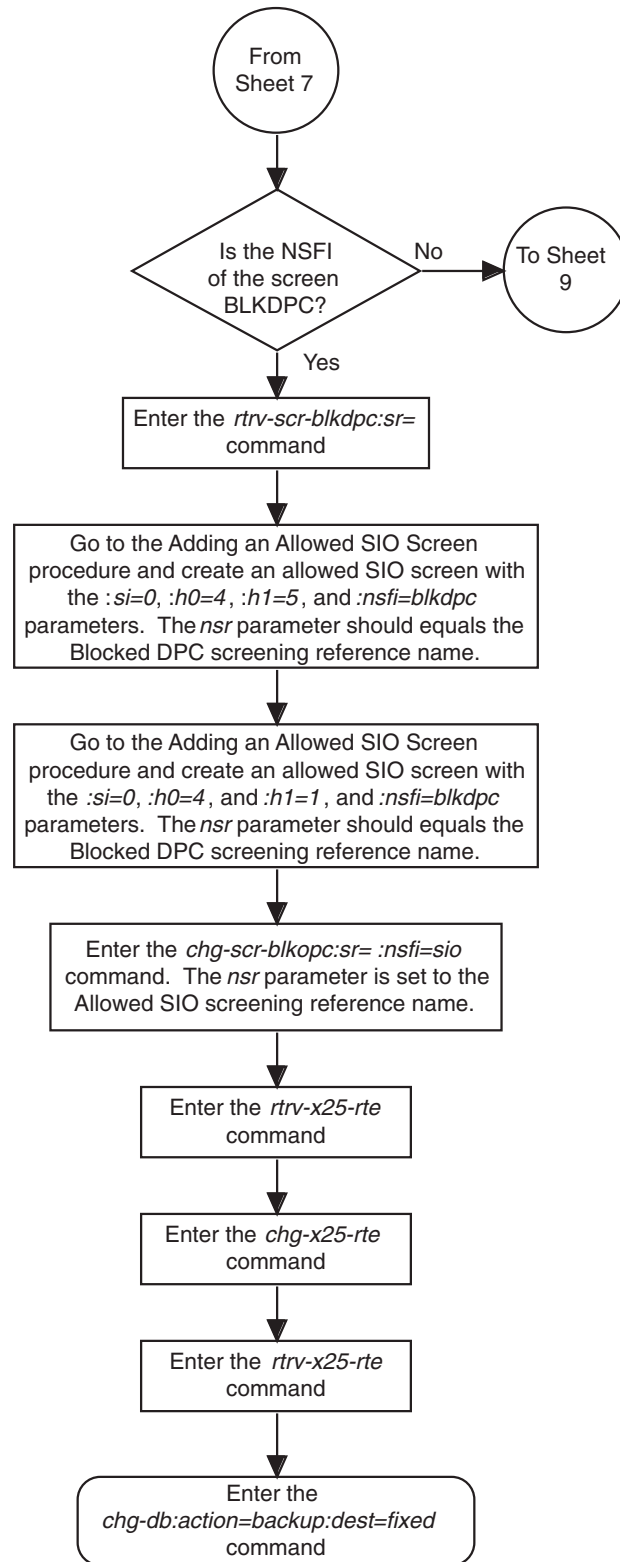 From
Sheet 7
Is the NSFI
of the screen
BLKDPC?
No
To Sheet
9
Yes
Enter the rtrv-scr-blkdpc:sr=
command
Go to the Adding an Allowed SIO Screen
procedure and create an allowed SIO screen with
the :si=0, :h0=4, :h1=5, and :nsfi=blkdpc
parameters. The nsr parameter should equals the
Blocked DPC screening reference name.
Go to the Adding an Allowed SIO Screen
procedure and create an allowed SIO screen with
the :si=0, :h0=4, and :h1=1, and :nsfi=blkdpc
parameters. The nsr parameter should equals the
Blocked DPC screening reference name.
Enter the chg-scr-blkopc:sr= :nsfi=sio
command. The nsr parameter is set to the
Allowed SIO screening reference name.
Enter the rtrv-x25-rte
command
Enter the chg-x25-rte
command
Enter the rtrv-x25-rte
command
Enter the
chg-db:action=backup:dest=fixed
command